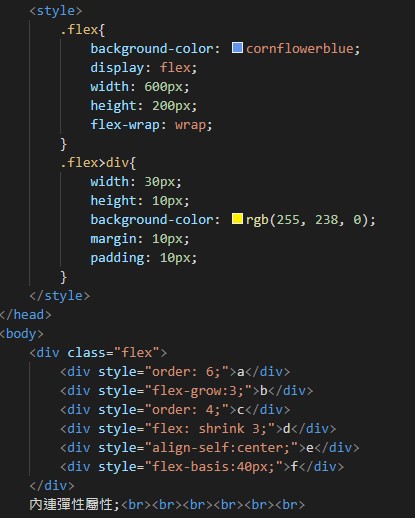 <style>
.flex{
background-color: cornflowerblue;
display: flex;
width: 600px;
height: 200px;
flex-wrap: wrap;
}
.flex>div{
width: 30px;
height: 10px;
background-color: rgb(255, 238, 0);
margin: 10px;
padding: 10px;
}
</style>
</head>
<body>
<div class="flex">
<div style="order: 6;">a</div>
<div style="flex-grow:3;">b</div>
<div style="order: 4;">c</div>
<div style="flex: shrink 3;">d</div>
<div style="align-self:center;">e</div>
<div style="flex-basis:40px;">f</div>
</div>
內連彈性屬性;<br><br><br><br><br><br>